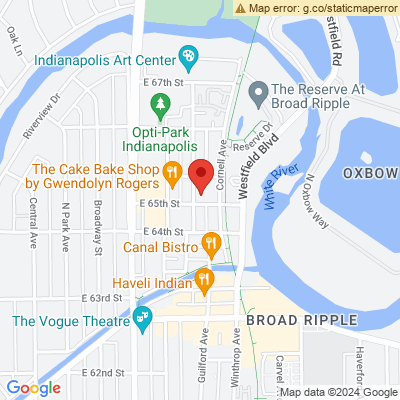 Map error: g.co/staticmaperror
Oak Ln
Indianapolis Art Center
E 67th St
Westfield Rd
Riverview Dr
The Reserve At
Broad Ripple
Opti-Park
Indianapolis
Reserve Dr
Westfield Blvd
Cornell Ave
The Cake Bake Shop
by Gwendolyn Rogers
White River
OXBOW
N Oxbow Way
E 65th St
Central Ave
N Park Ave
Broadway St
E 64th St
Canal Bistro
Haveli Indian
E 63rd St
The Vogue Theatre
BROAD RIPPLE
Guilford Ave
Winthrop Ave
Carvel A
Haverfor
E 62nd St
Google
Map data ©2024 Google